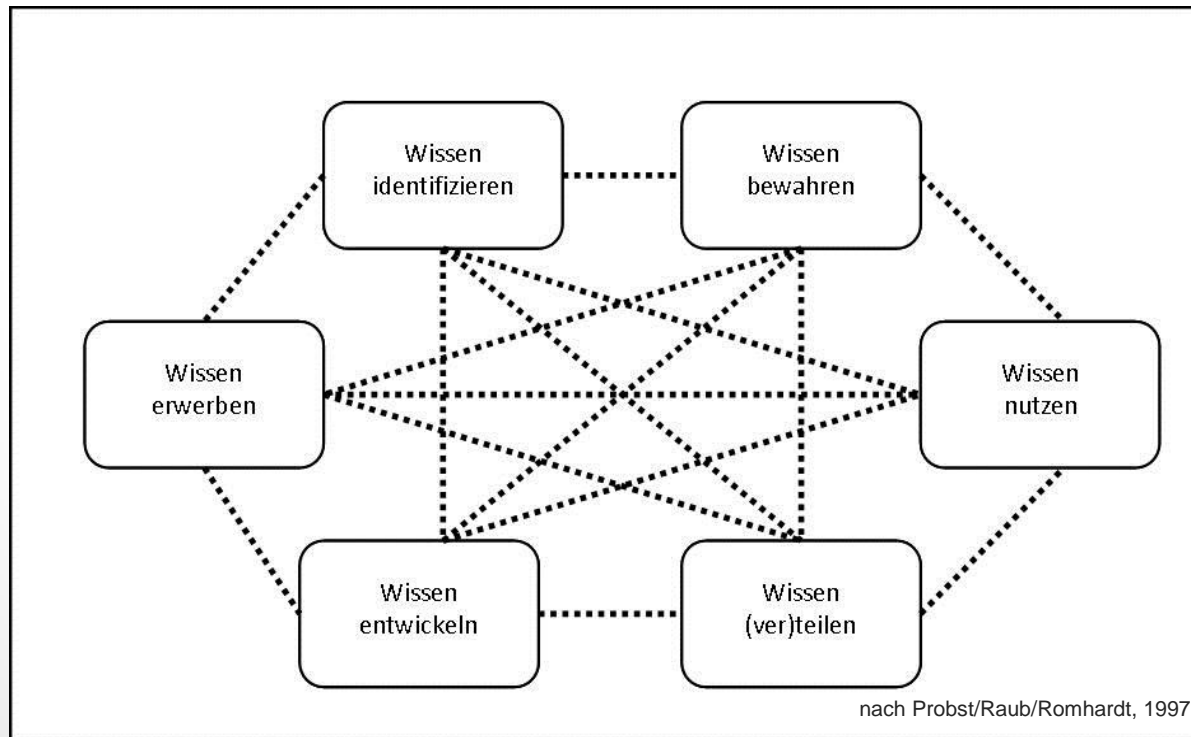 Wissen
identifizieren
Wissen
bewahren
Wissen
erwerben
Wissen
nutzen
Wissen
entwickeln
Wissen
(ver)teilen
nach Probst/Raub/Romhardt, 1997